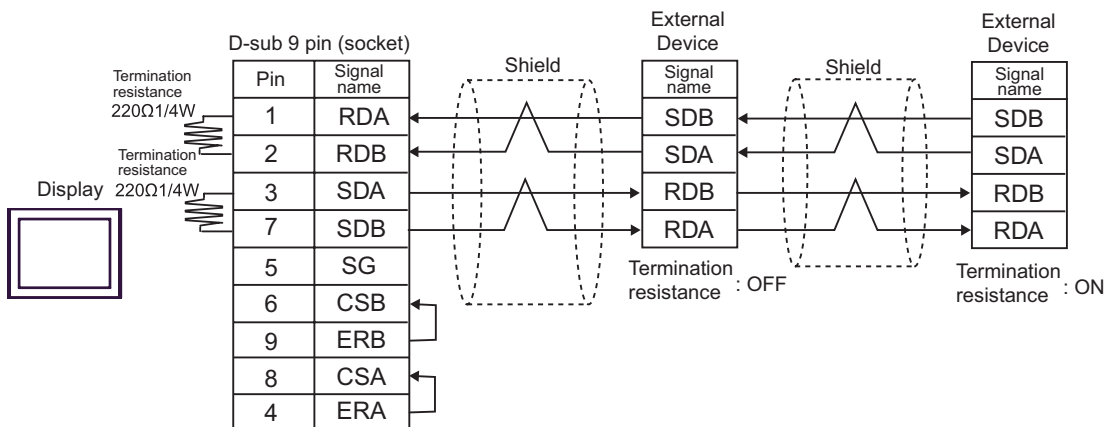 External
Device
External
Device
D-sub 9 pin (socket)
Shield
Shield
Termination
resistance
220Ω1/4W
Pin
Signal
name
Signal
name
Signal
name
1
RDA
SDB
SDB
2
RDB
SDA
SDA
Termination
resistance
220Ω1/4W
Display
3
SDA
RDB
RDB
7
SDB
RDA
RDA
5
SG
Termination
resistance : OFF
Termination
resistance : ON
6
CSB
9
ERB
8
CSA
4
ERA